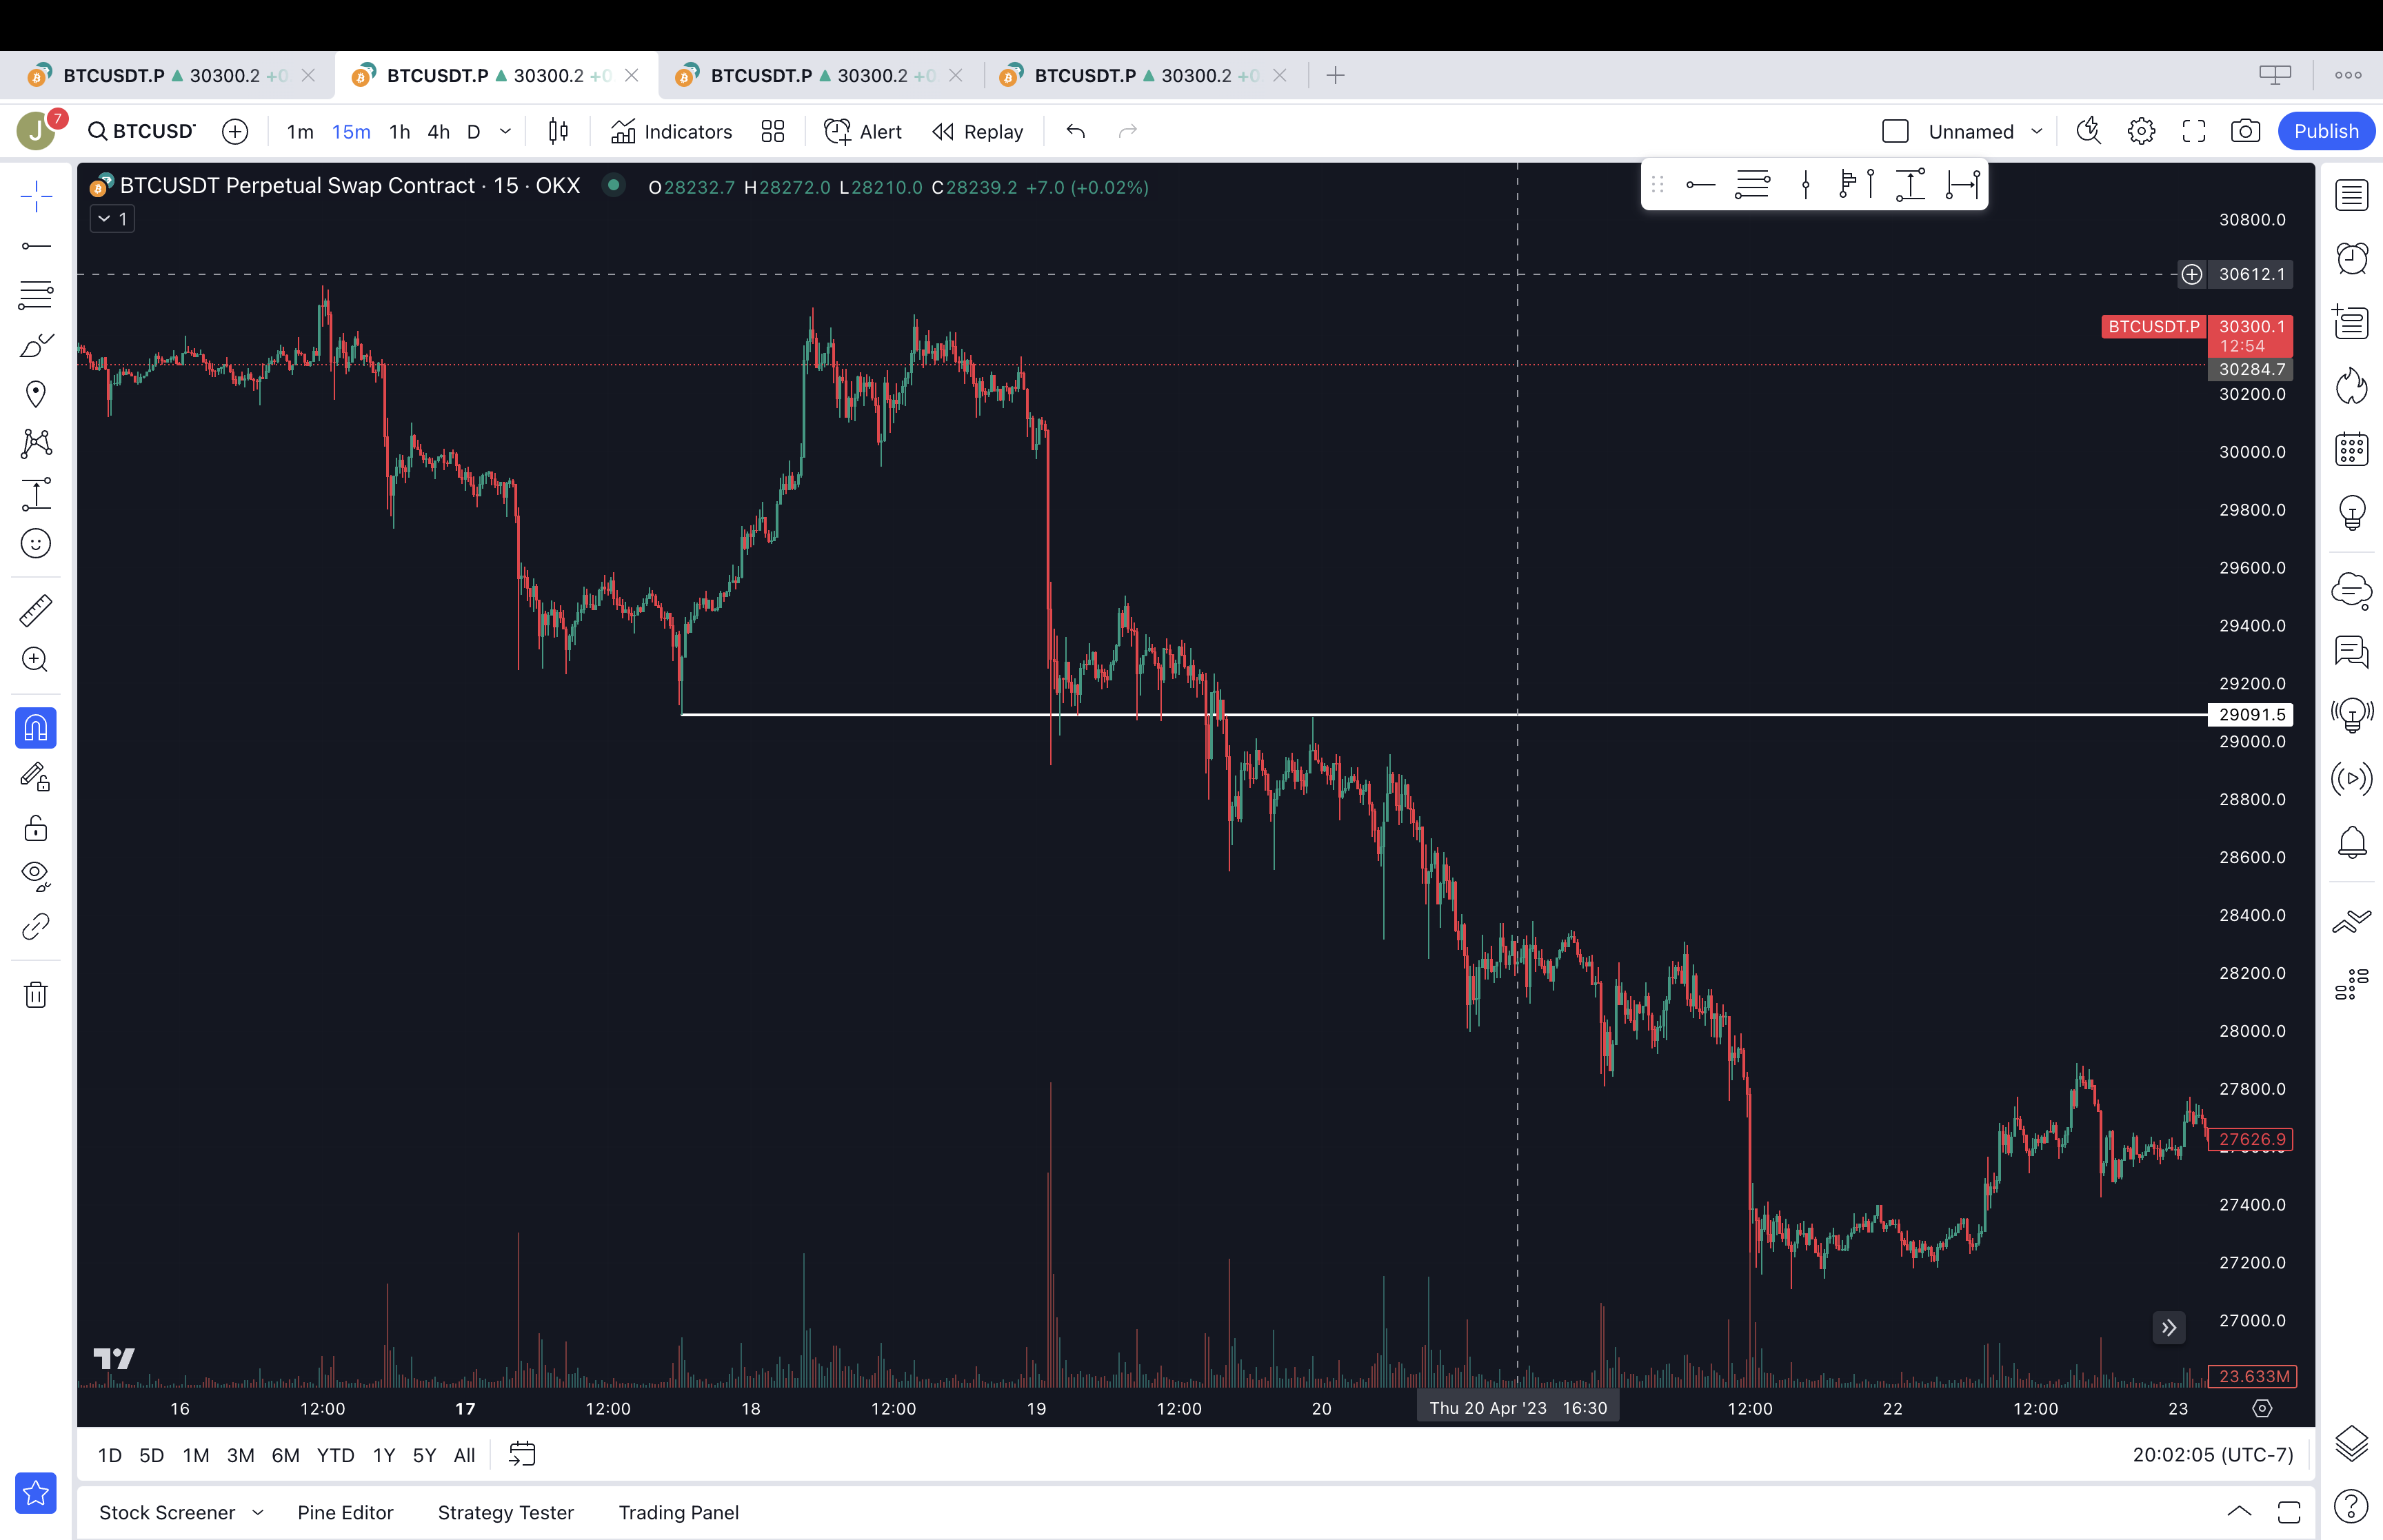 BTCUSDT.P 30300.2 +0
BTCUSDT.P 30300.2 +0
BTCUSDT.P 30300.2 +0
BTCUSDT.P 30300.2 +0
J 7 BTCUSD 1m 15m 1h 4h D Indicators Alert Replay Unnamed Publish
BTCUSDT Perpetual Swap Contract · 15 · OKX O28232.7 H28272.0 L28210.0 C28239.2 +7.0 (+0.02%)
1
30800.0
30612.1
BTCUSDT.P 30300.1
12:54
30284.7
30200.0
30000.0
29800.0
29600.0
29400.0
29200.0
29091.5
29000.0
28800.0
28600.0
28400.0
28200.0
28000.0
27800.0
27626.9
27400.0
27200.0
27000.0
23.633M
16 12:00 17 12:00 18 12:00 19 12:00 20 Thu 20 Apr '23 16:30 12:00 22 12:00 23
1D 5D 1M 3M 6M YTD 1Y 5Y All 20:02:05 (UTC-7)
Stock Screener Pine Editor Strategy Tester Trading Panel